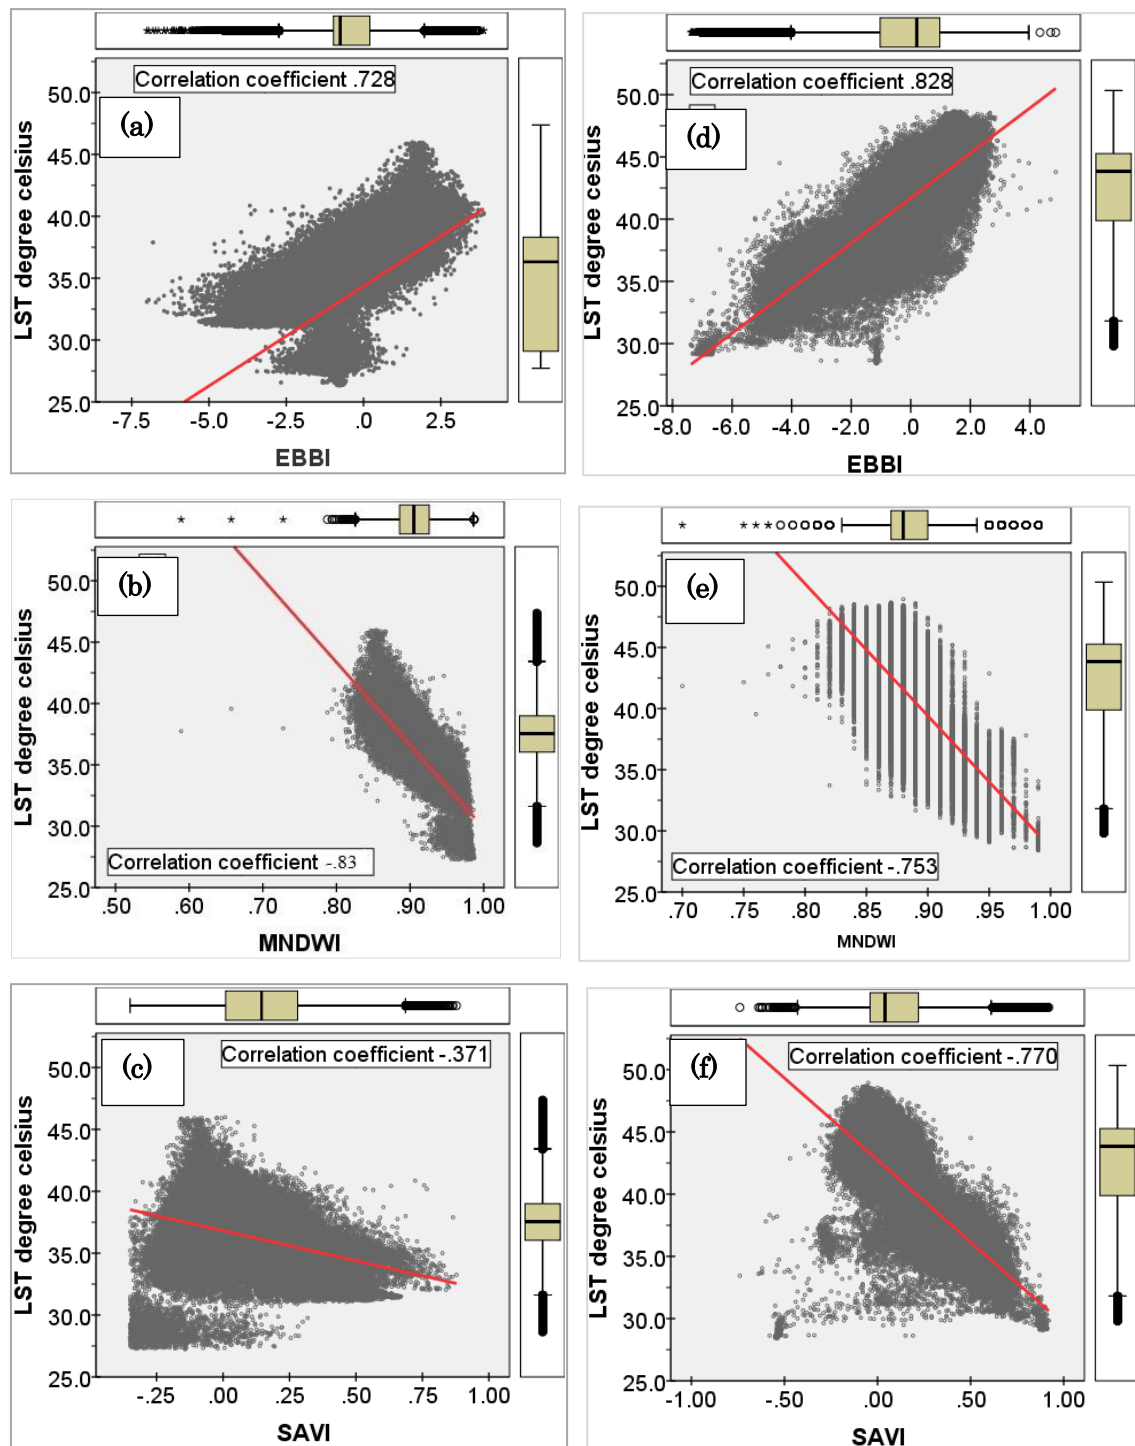 Correlation coefficient .728
(a)
50.0
45.0
40.0
35.0
30.0
25.0
LST degree celsius
-7.5 -5.0 -2.5 .0 2.5
EBBI
Correlation coefficient .828
(d)
50.0
45.0
40.0
35.0
30.0
25.0
LST degree cesius
-8.0 -6.0 -4.0 -2.0 .0 2.0 4.0
EBBI
(b)
50.0
45.0
40.0
35.0
30.0
25.0
LST degree celsius
Correlation coefficient -.83
.50 .60 .70 .80 .90 1.00
MNDWI
(e)
50.0
45.0
40.0
35.0
30.0
25.0
LST degree celsius
Correlation coefficient -.753
.70 .75 .80 .85 .90 .95 1.00
MNDWI
Correlation coefficient -.371
(c)
50.0
45.0
40.0
35.0
30.0
25.0
LST degree celsius
-.25 .00 .25 .50 .75 1.00
SAVI
Correlation coefficient -.770
(f)
50.0
45.0
40.0
35.0
30.0
25.0
LST degree celsius
-1.00 -.50 .00 .50 1.00
SAVI